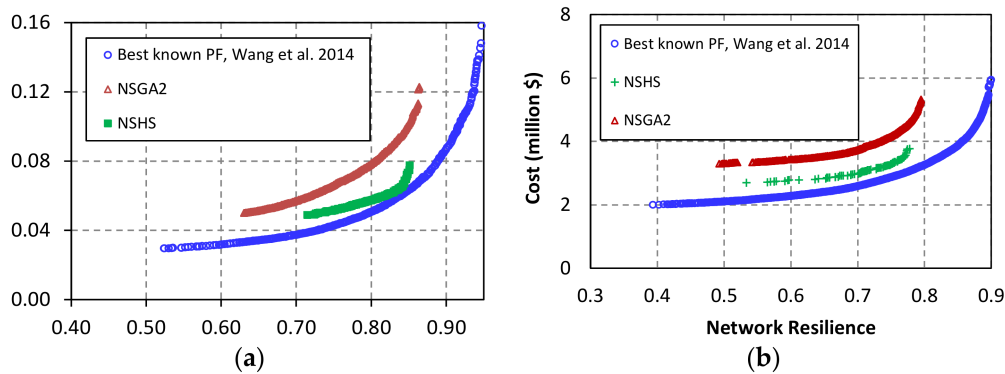 0.16
0.12
0.08
0.04
0.00
0.40
0.50
0.60
0.70
0.80
0.90
Best known PF, Wang et al. 2014
NSGA2
NSHS
(a)
Cost (million $)
8
6
4
2
0
0.3
0.4
0.5
0.6
0.7
0.8
0.9
Network Resilience
Best known PF, Wang et al. 2014
NSHS
NSGA2
(b)